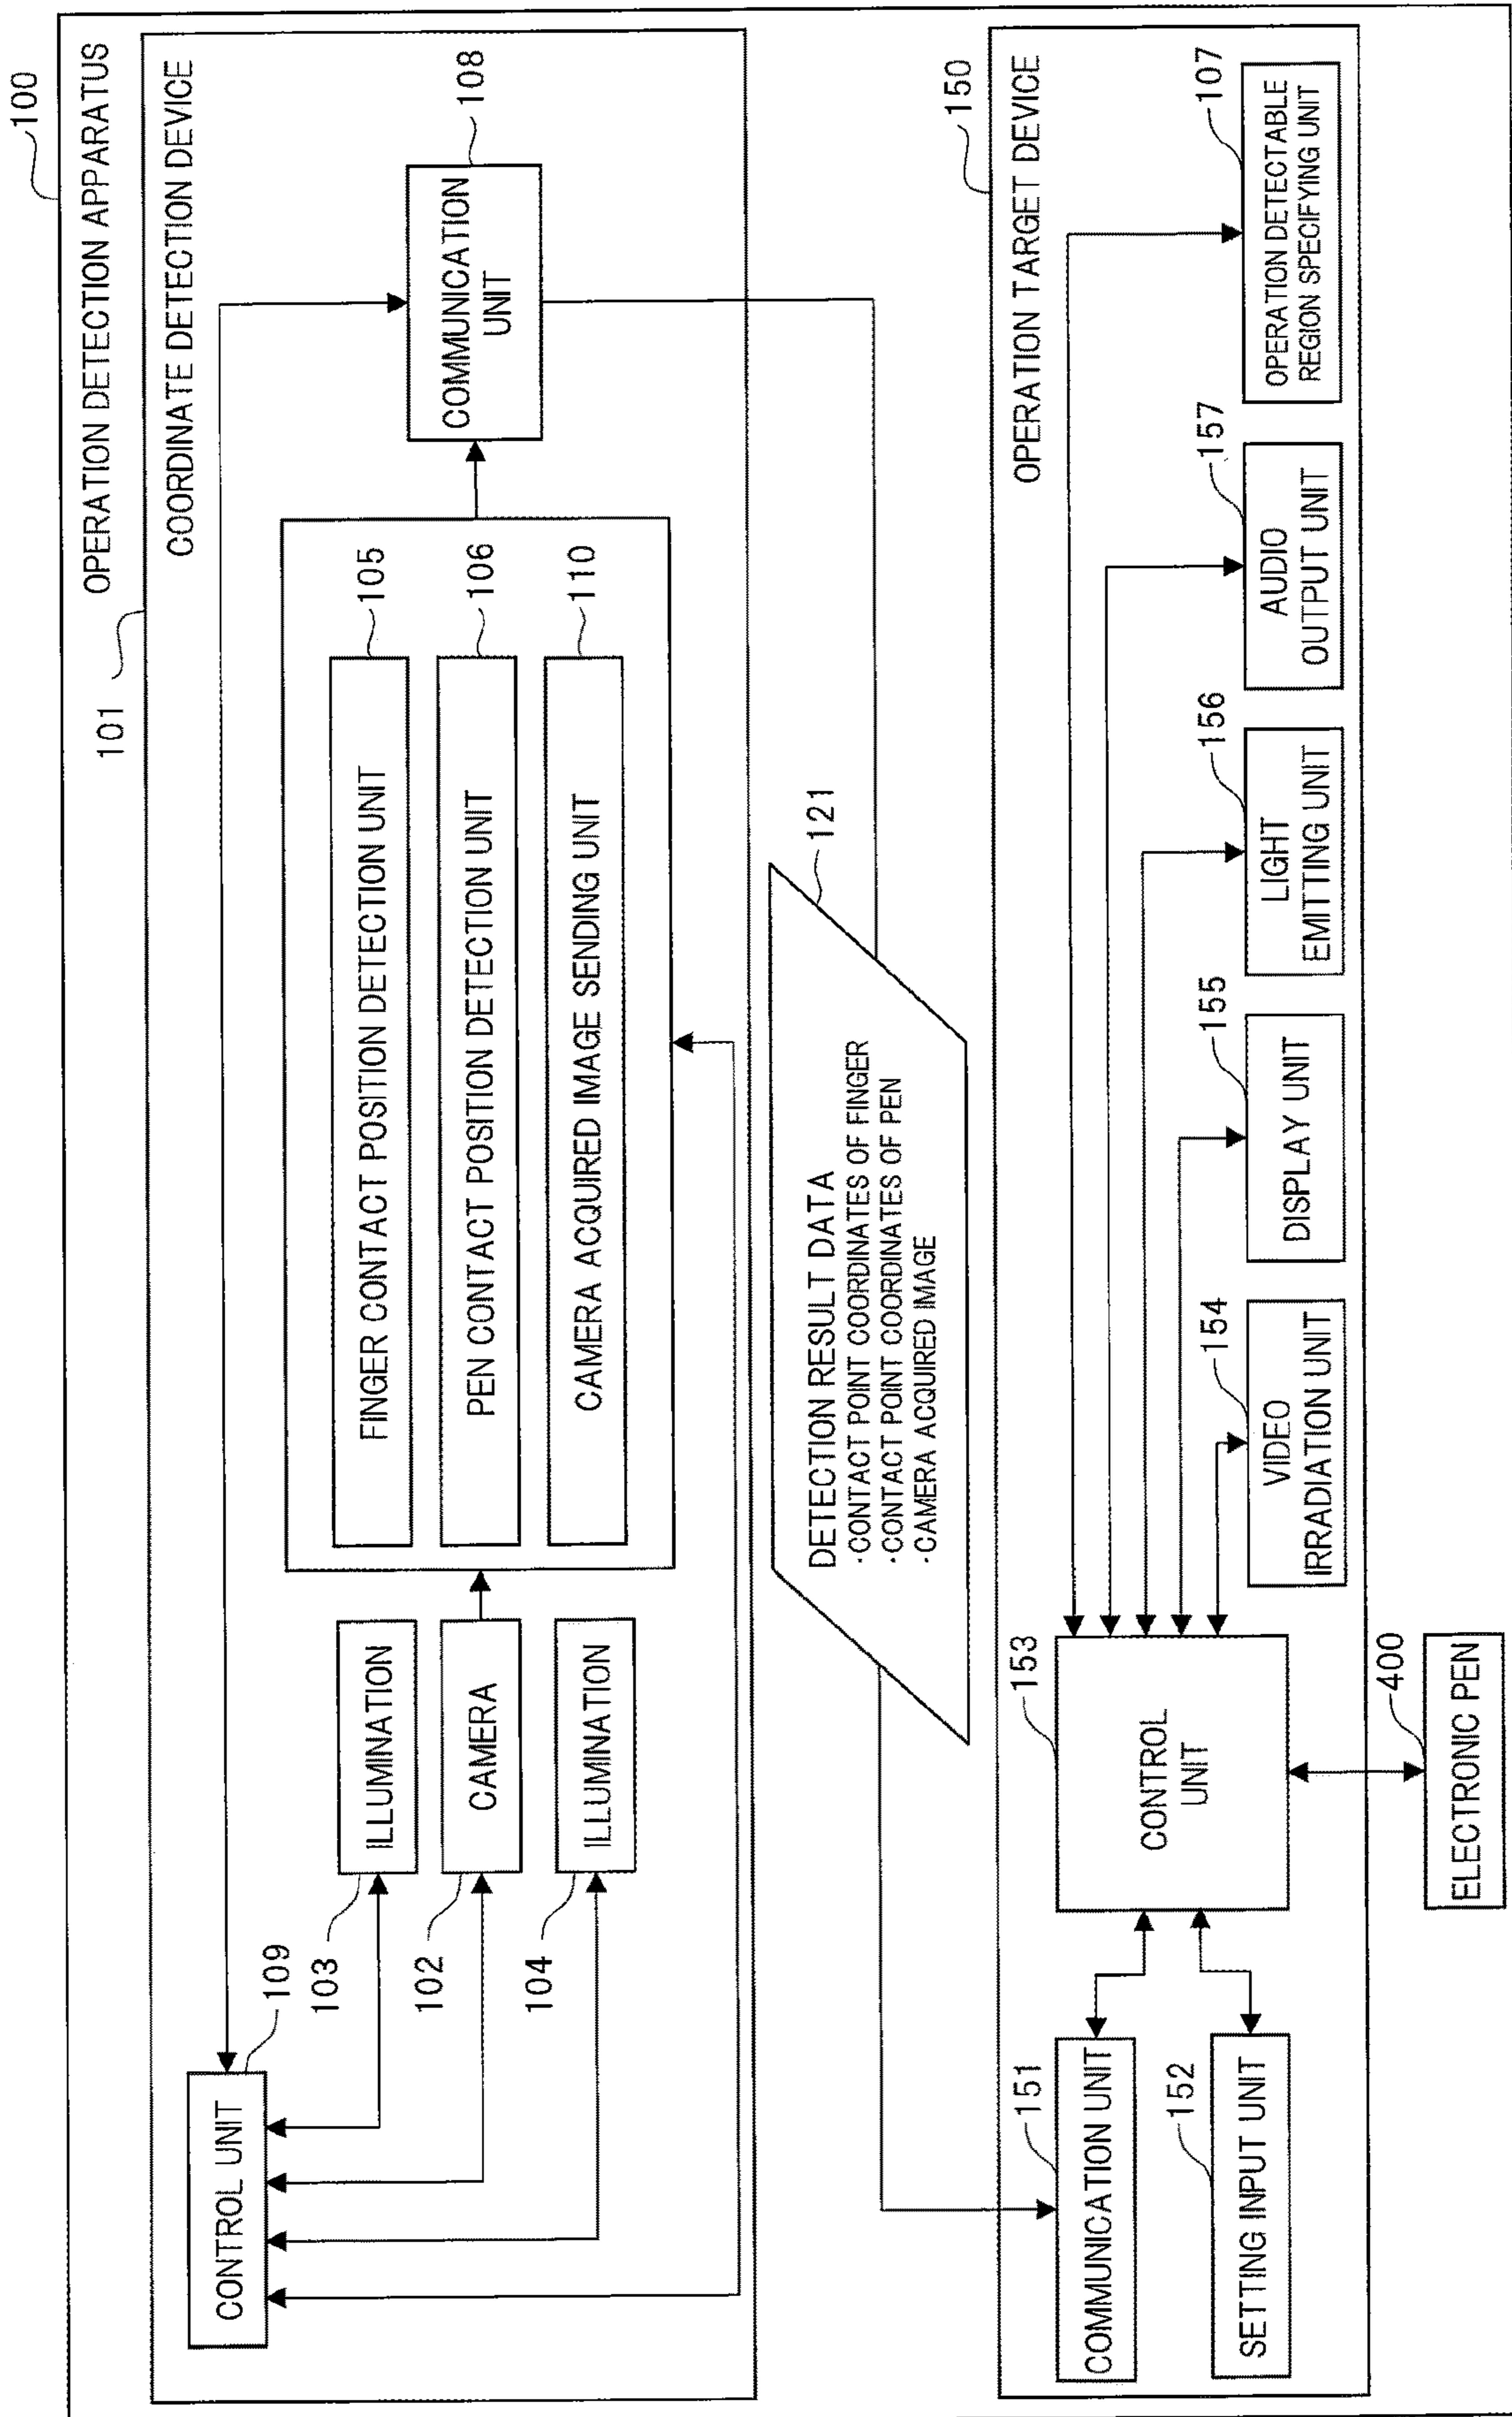 100
OPERATION DETECTION APPARATUS
101
COORDINATE DETECTION DEVICE
CONTROL UNIT
109
ILLUMINATION
103
CAMERA
102
ILLUMINATION
104
FINGER CONTACT POSITION DETECTION UNIT
105
PEN CONTACT POSITION DETECTION UNIT
106
CAMERA ACQUIRED IMAGE SENDING UNIT
110
COMMUNICATION
UNIT
108
DETECTION RESULT DATA
·CONTACT POINT COORDINATES OF FINGER
·CONTACT POINT COORDINATES OF PEN
·CAMERA ACQUIRED IMAGE
121
OPERATION TARGET DEVICE
150
COMMUNICATION UNIT
151
SETTING INPUT UNIT
152
CONTROL
UNIT
153
VIDEO
IRRADIATION UNIT
154
DISPLAY UNIT
155
LIGHT
EMITTING UNIT
156
AUDIO
OUTPUT UNIT
157
OPERATION DETECTABLE
REGION SPECIFYING UNIT
107
ELECTRONIC PEN
400